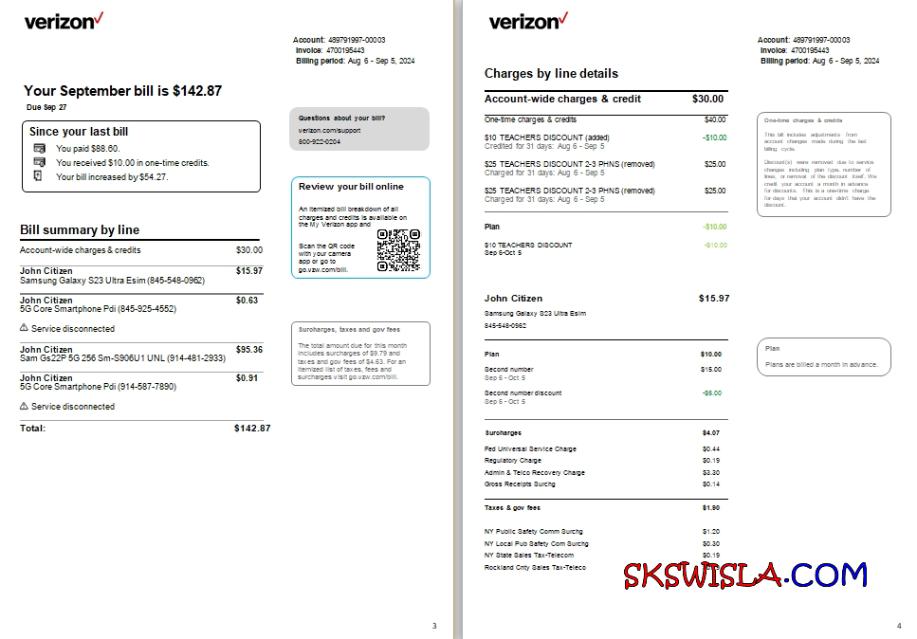 verizon
Account: 489791997-00003
Invoice: 4700195443
Billing period: Aug 6 - Sep 5, 2024
Your September bill is $142.87
Due Sep 27
Since your last bill
You paid $88.60.
You received $10.00 in one-time credits.
Your bill increased by $54.27.
Questions about your bill?
verizon.com/support
800-922-0204
Review your bill online
An itemized bill breakdown of all
charges and credits is available on
the My Verizon app and
Scan the QR code
with your camera
app or go to
go.vzw.com/bill.
Bill summary by line
Account-wide charges & credits $30.00
John Citizen $15.97
Samsung Galaxy S23 Ultra Esim (845-548-0962)
John Citizen $0.63
5G Core Smartphone Pdi (845-925-4552)
Service disconnected
John Citizen $95.36
Sam Gs22P 5G 256 Sm-S906U1 UNL (914-481-2933)
John Citizen $0.91
5G Core Smartphone Pdi (914-587-7890)
Service disconnected
Total: $142.87
Surcharges, taxes and gov fees
The total amount due for this month
includes surcharges of $9.79 and
taxes and gov fees of $4.63. For an
itemized list of taxes, fees and
surcharges visit go.vzw.com/bill.
3
verizon
Account: 489791997-00003
Invoice: 4700195443
Billing period: Aug 6 - Sep 5, 2024
Charges by line details
Account-wide charges & credit $30.00
One-time charges & credits $40.00
$10 TEACHERS DISCOUNT (added) -$10.00
Credited for 31 days: Aug 6 - Sep 5
$25 TEACHERS DISCOUNT 2-3 PHNS (removed) $25.00
Charged for 31 days: Aug 6 - Sep 5
$25 TEACHERS DISCOUNT 2-3 PHNS (removed) $25.00
Charged for 31 days: Aug 6 - Sep 5
Plan -$10.00
$10 TEACHERS DISCOUNT -$10.00
Sep 6-Oct 5
One-time charges & credits
This bill includes adjustments from
account changes made during the last
billing cycle.
Discount(s) were removed due to service
changes including plan type, number of
lines, or removal of the discount itself. We
credit your account a month in advance
for discounts. This is a one-time charge
for days that your account didn't have the
discount.
John Citizen $15.97
Samsung Galaxy S23 Ultra Esim
845-548-0962
Plan $10.00
Second number $15.00
Sep 6 - Oct 5
Second number discount
Sep 6 - Oct 5
Plan
Plans are billed a month in advance.
Surcharges $4.07
Fed Universal Service Charge $0.44
Regulatory Charge $0.19
Admin & Telco Recovery Charge $3.30
Gross Receipts Surchg $0.14
Taxes & gov fees $1.90
NY Public Safety Comm Surchg $1.20
NY Local Pub Safety Com Surchg $0.30
NY State Sales Tax-Telecom $0.19
Rockland Cnty Sales Tax-Teleco
SKSWISLA.COM
4